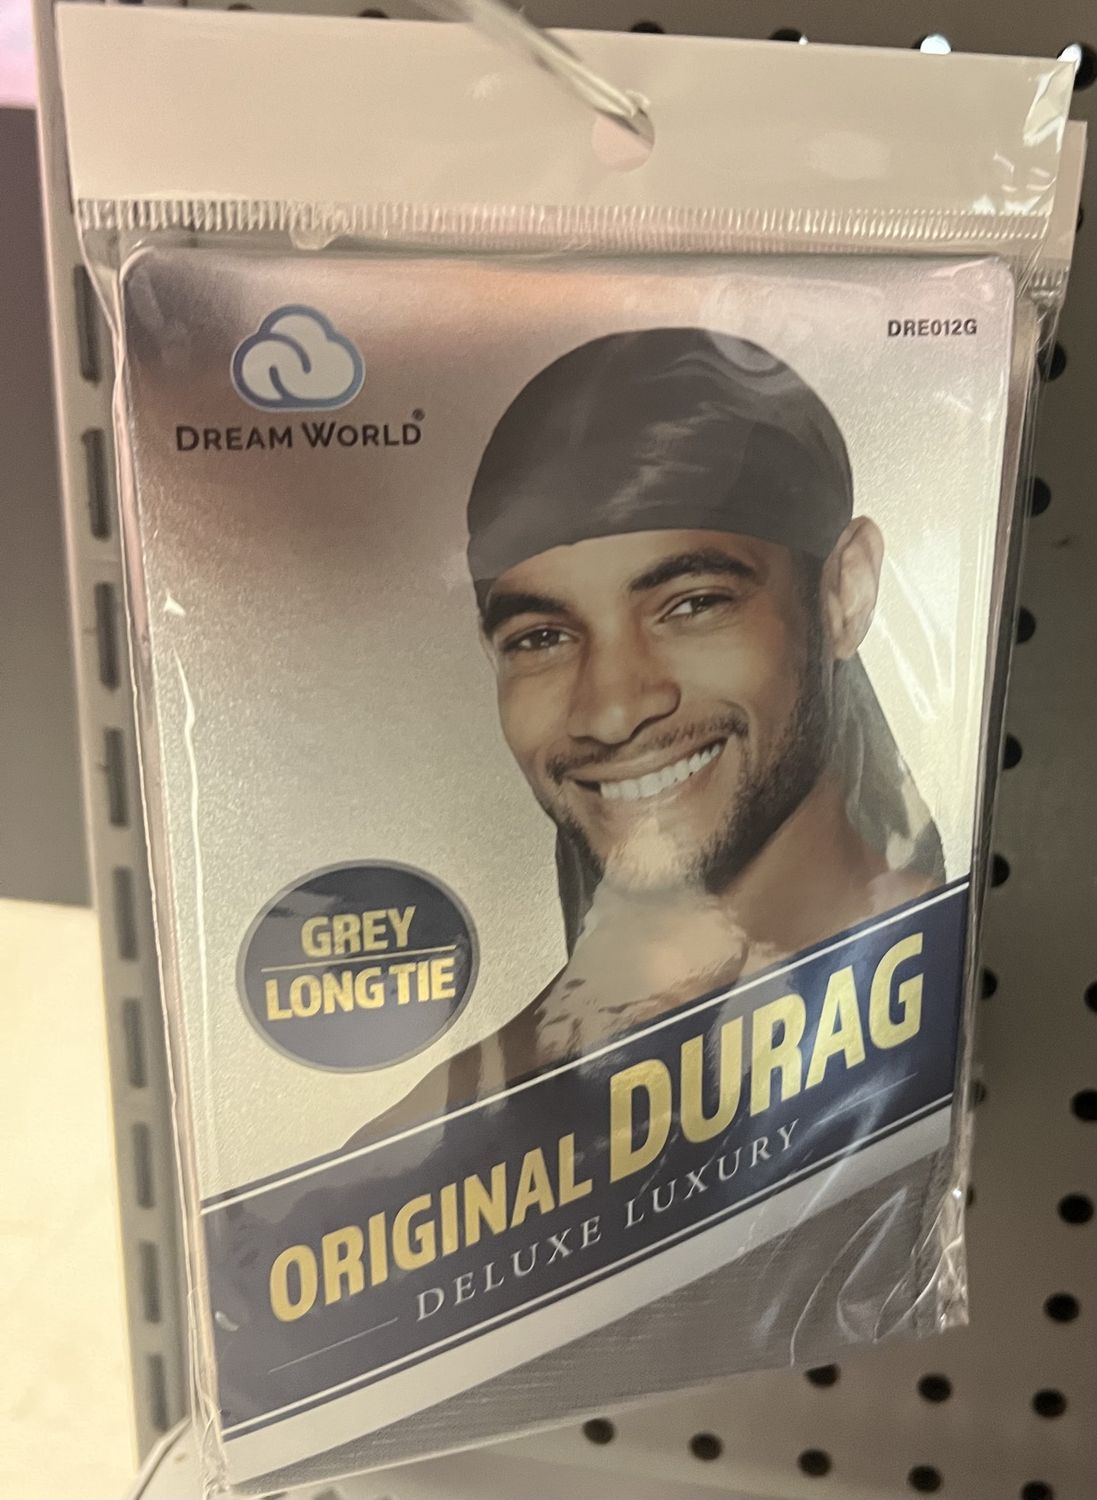 DRE012G
DREAM WORLD®
GREY
LONG TIE
ORIGINAL DURAG
DELUXE LUXURY